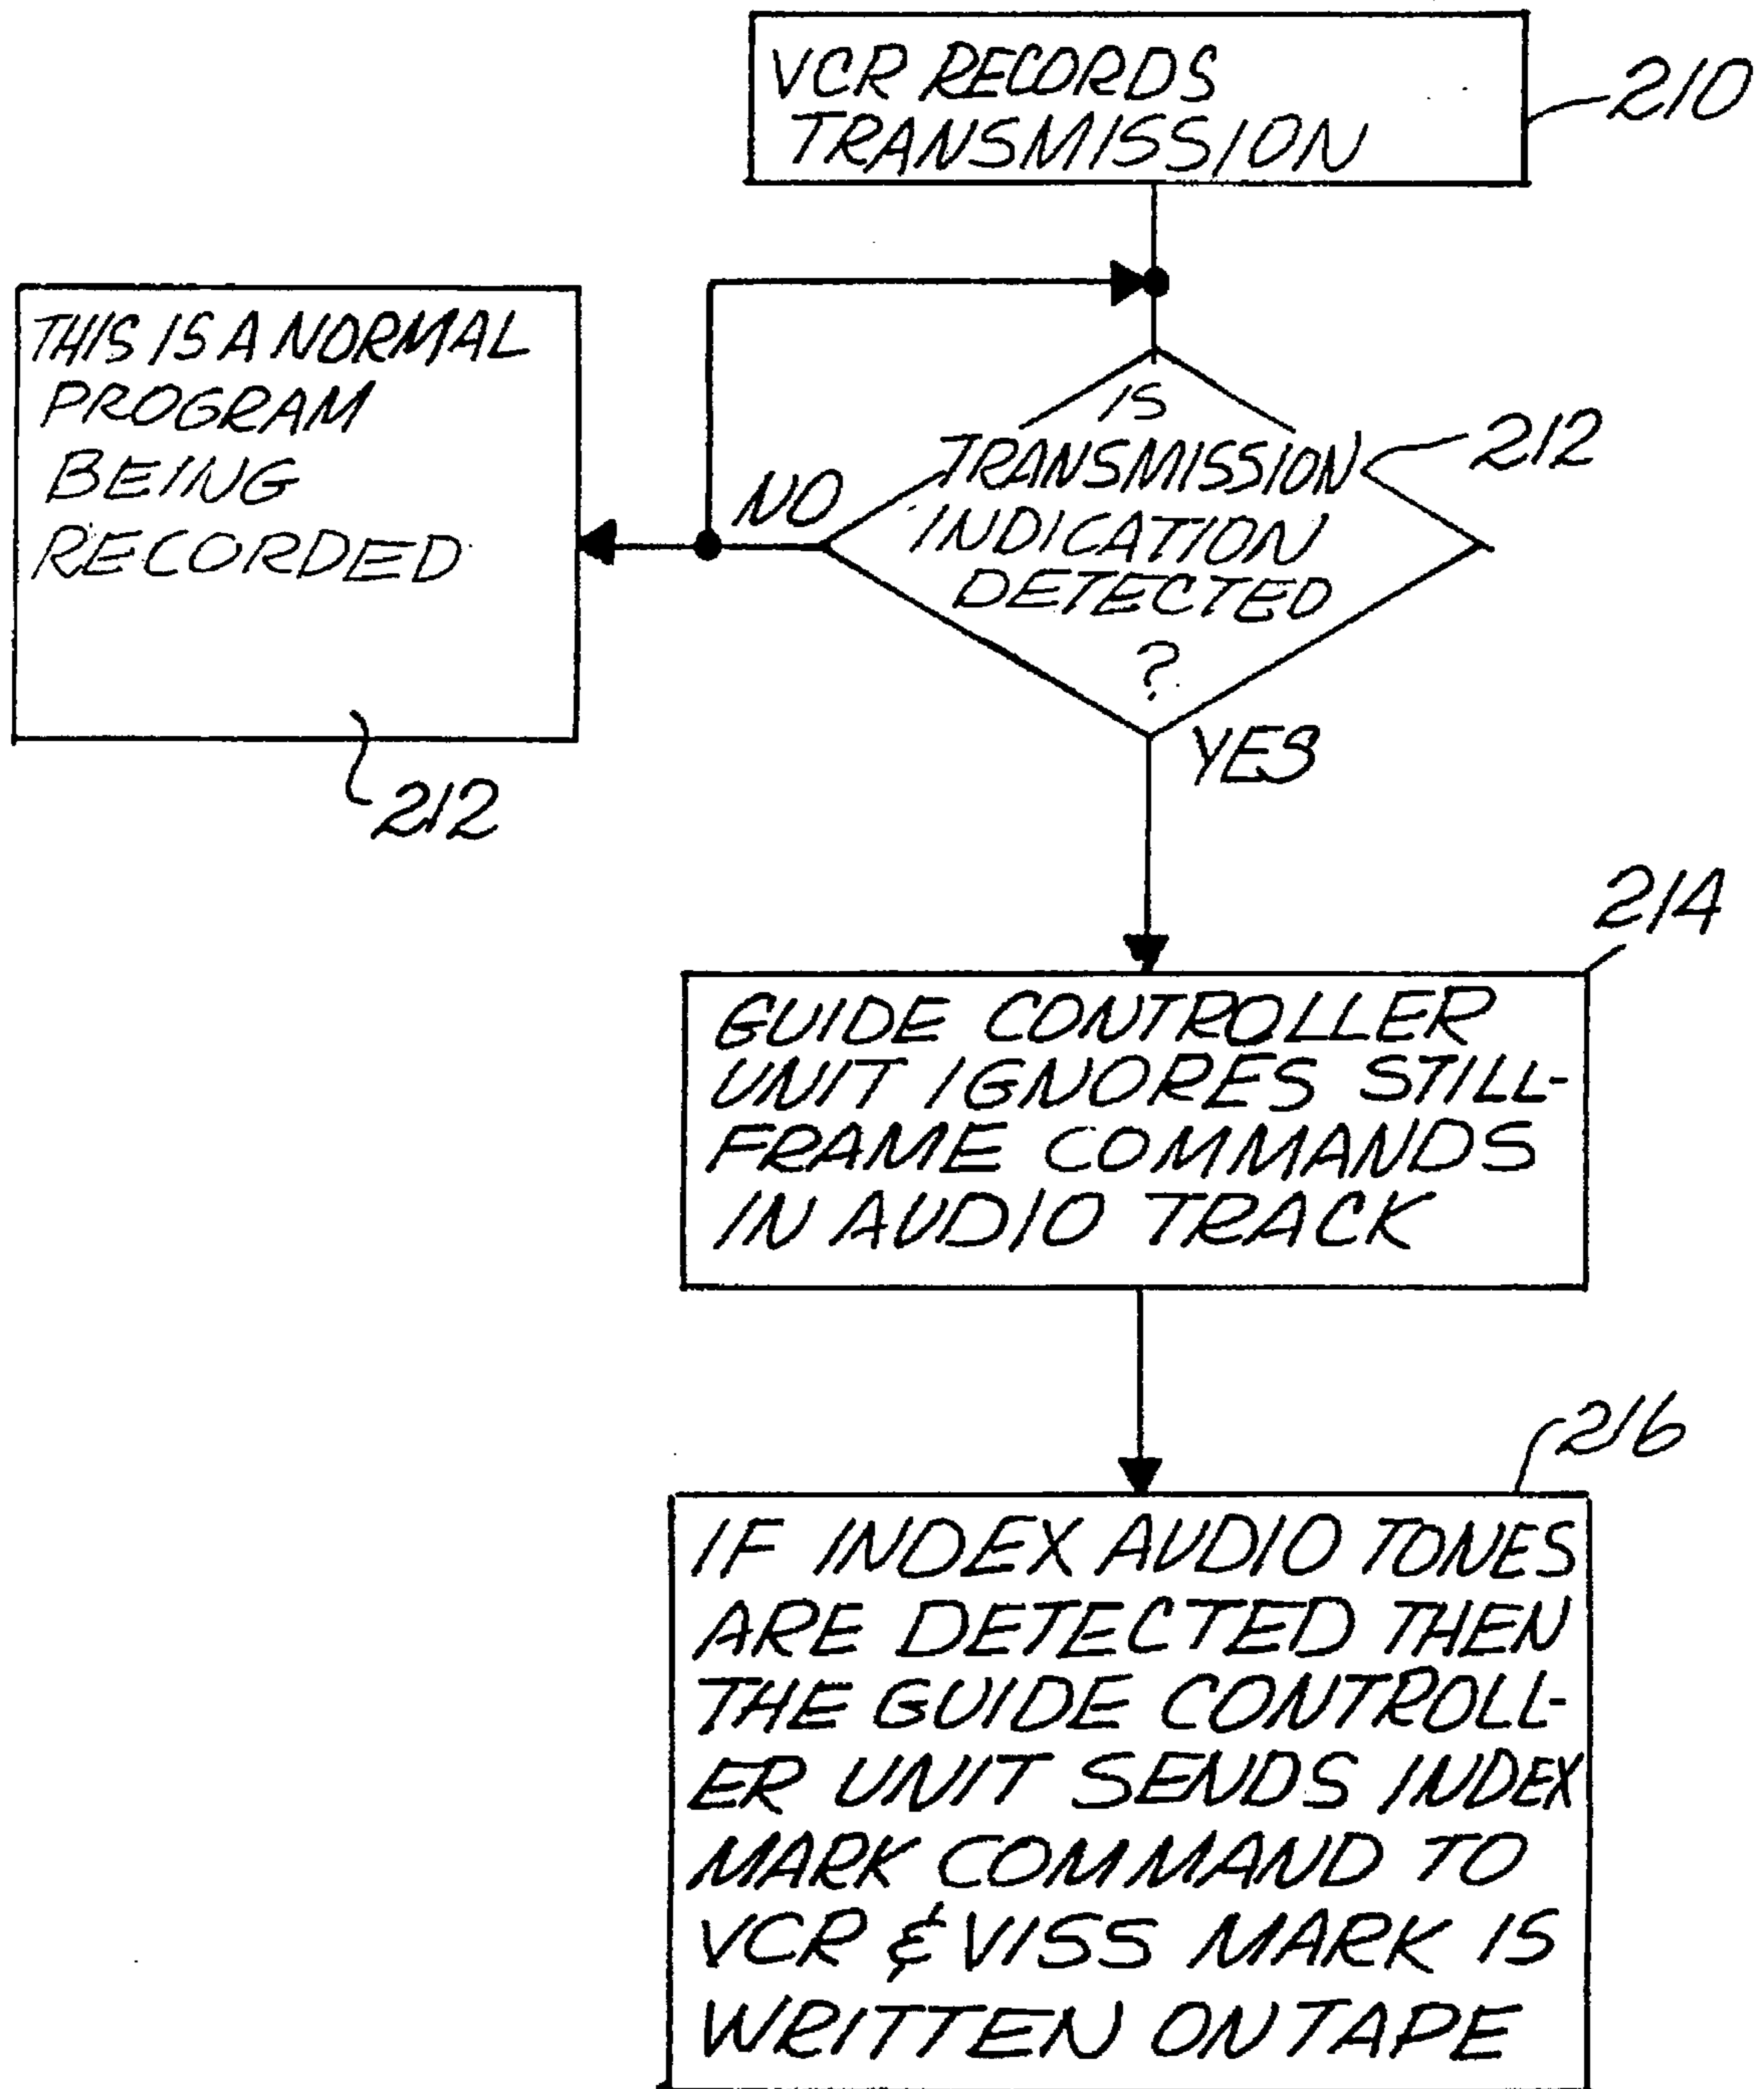 VCR RECORDS
TRANSMISSION
210
THIS IS A NORMAL
PROGRAM
BEING
RECORDED
212
IS
TRANSMISSION
INDICATION
DETECTED
?
212
NO
YES
214
GUIDE CONTROLLER
UNIT IGNORES STILL-
FRAME COMMANDS
IN AUDIO TRACK
216
IF INDEX AUDIO TONES
ARE DETECTED THEN
THE GUIDE CONTROLL-
ER UNIT SENDS INDEX
MARK COMMAND TO
VCR & VISS MARK IS
WRITTEN ON TAPE